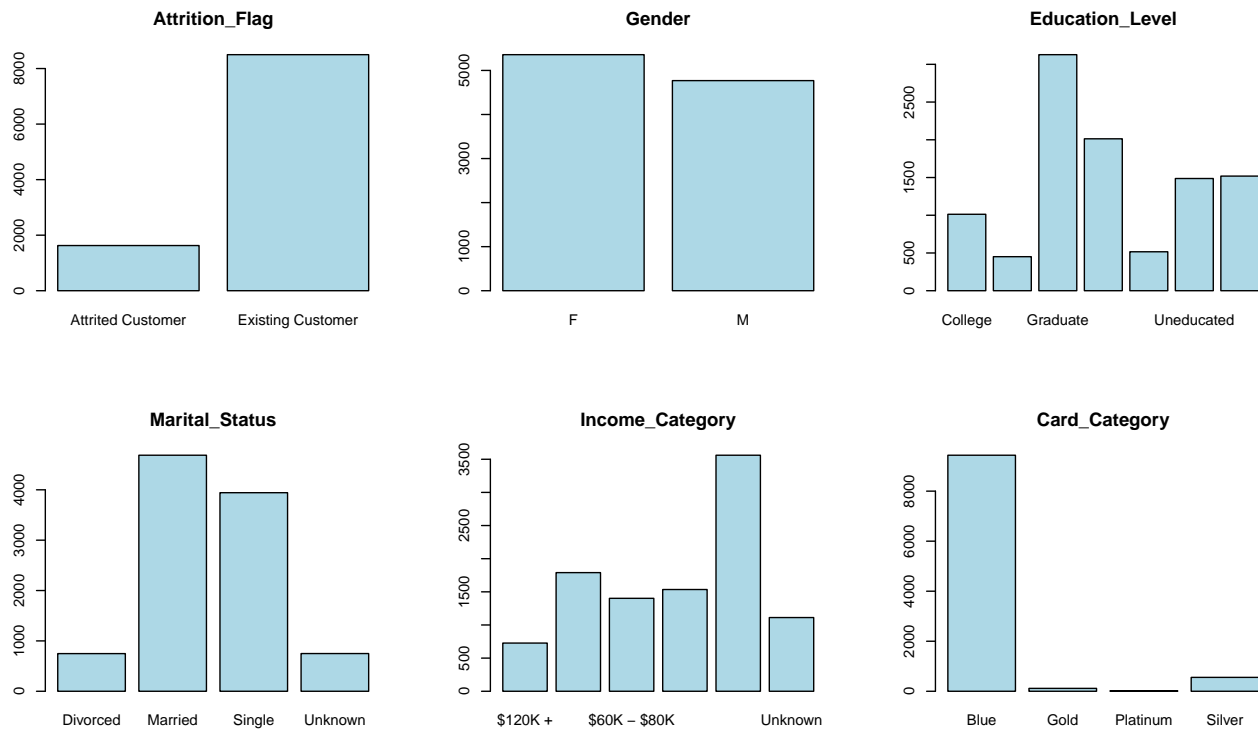 Attrition_Flag
8000
6000
4000
2000
0
Attrited Customer Existing Customer
Gender
5000
3000
1000
0
F M
Education_Level
2500
1500
500
0
College Graduate Uneducated
Marital_Status
4000
3000
2000
1000
0
Divorced Married Single Unknown
Income_Category
3500
2500
1500
500
0
$120K + $60K − $80K Unknown
Card_Category
8000
6000
4000
2000
0
Blue Gold Platinum Silver